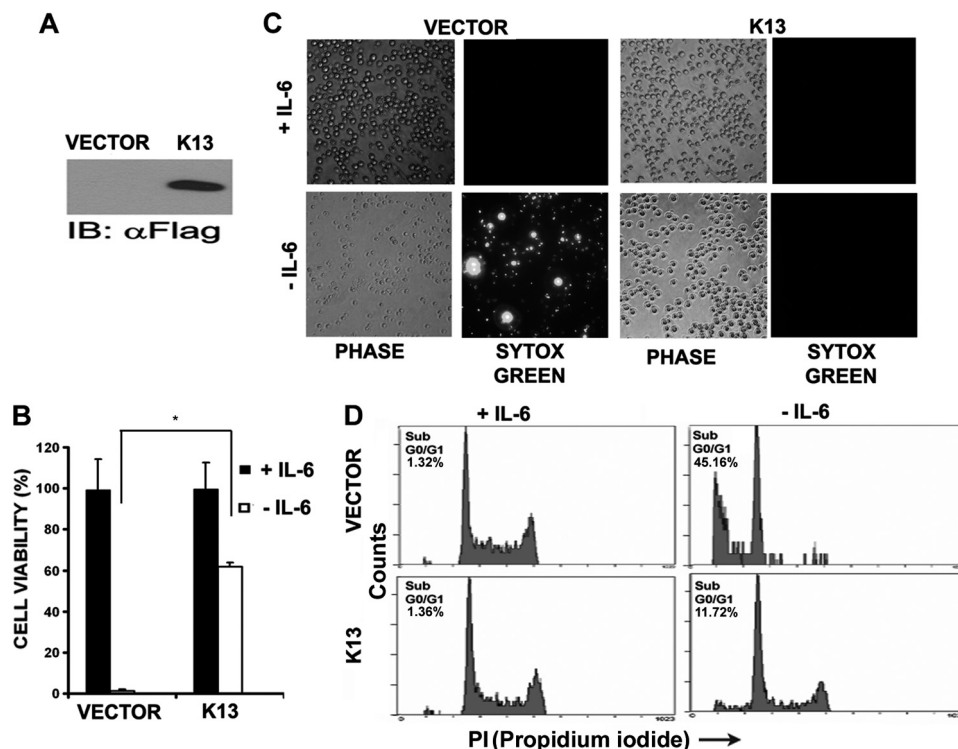 A
VECTOR K13
IB: αFlag
C
VECTOR K13
+ IL-6
- IL-6
PHASE SYTOX GREEN PHASE SYTOX GREEN
B
*
+ IL-6
- IL-6
CELL VIABILITY (%)
120
100
80
60
40
20
0
VECTOR K13
D
+ IL-6 - IL-6
VECTOR
K13
Counts
Sub
G0/G1
1.32%
Sub
G0/G1
45.16%
Sub
G0/G1
1.36%
Sub
G0/G1
11.72%
0 1023 0
PI (Propidium iodide)